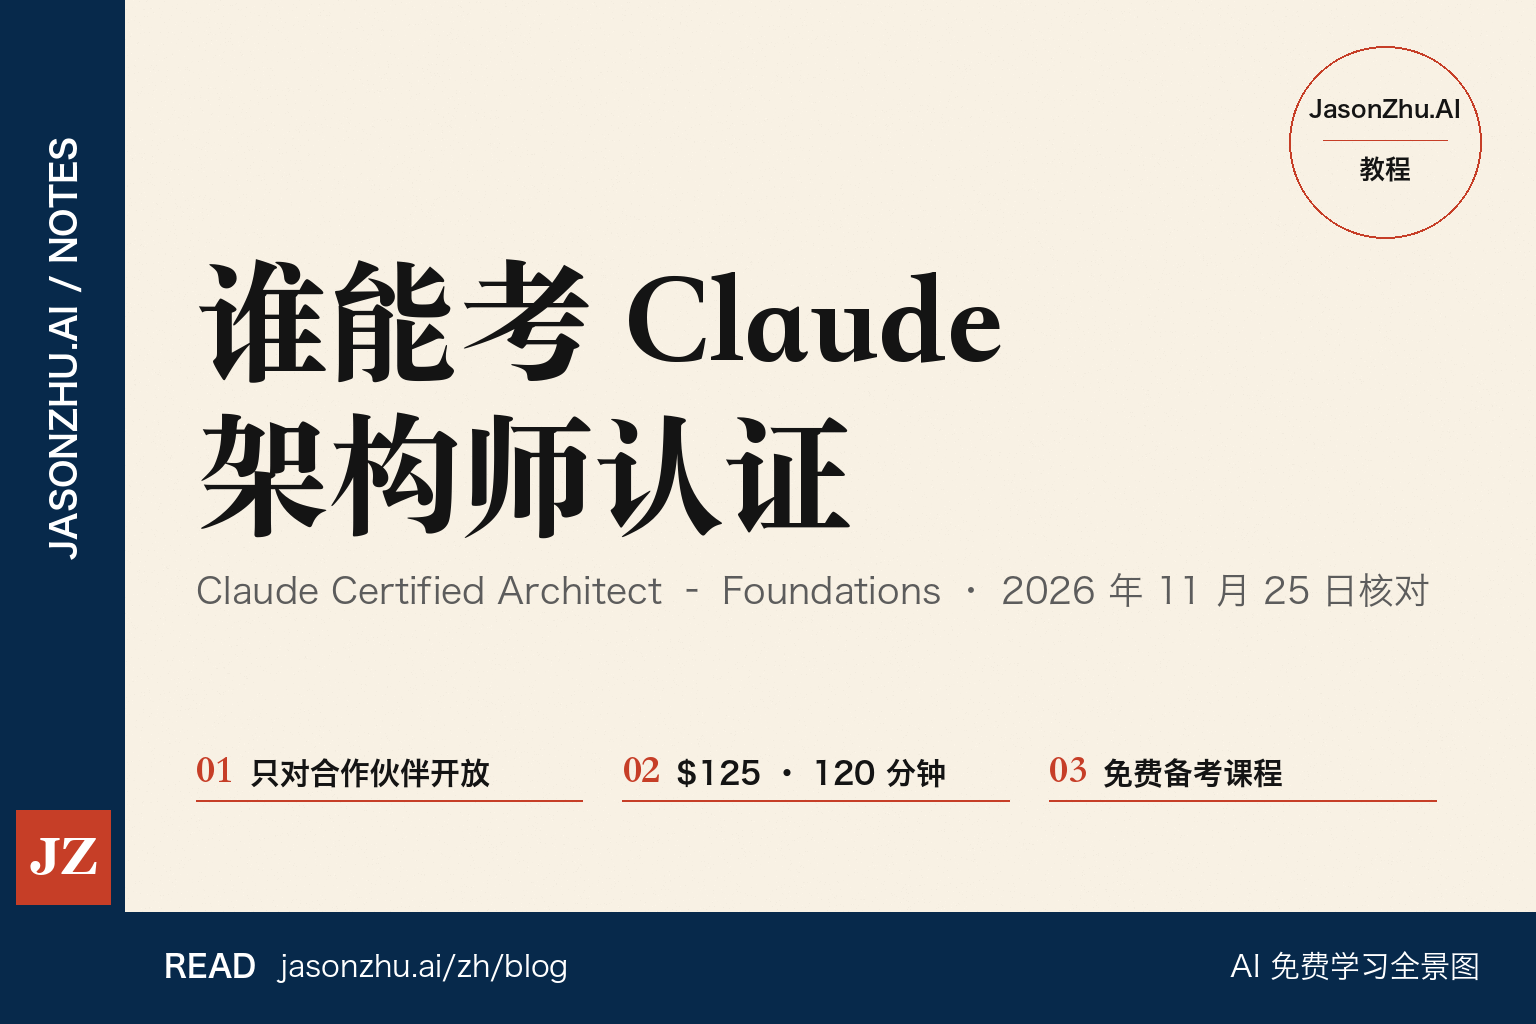 JASONZHU.AI / NOTES
JasonZhu.AI
教程
谁能考 Claude
架构师认证
Claude Certified Architect - Foundations · 2026 年 11 月 25 日核对
01 只对合作伙伴开放
02 $125 · 120 分钟
03 免费备考课程
JZ
READ jasonzhu.ai/zh/blog
AI 免费学习全景图